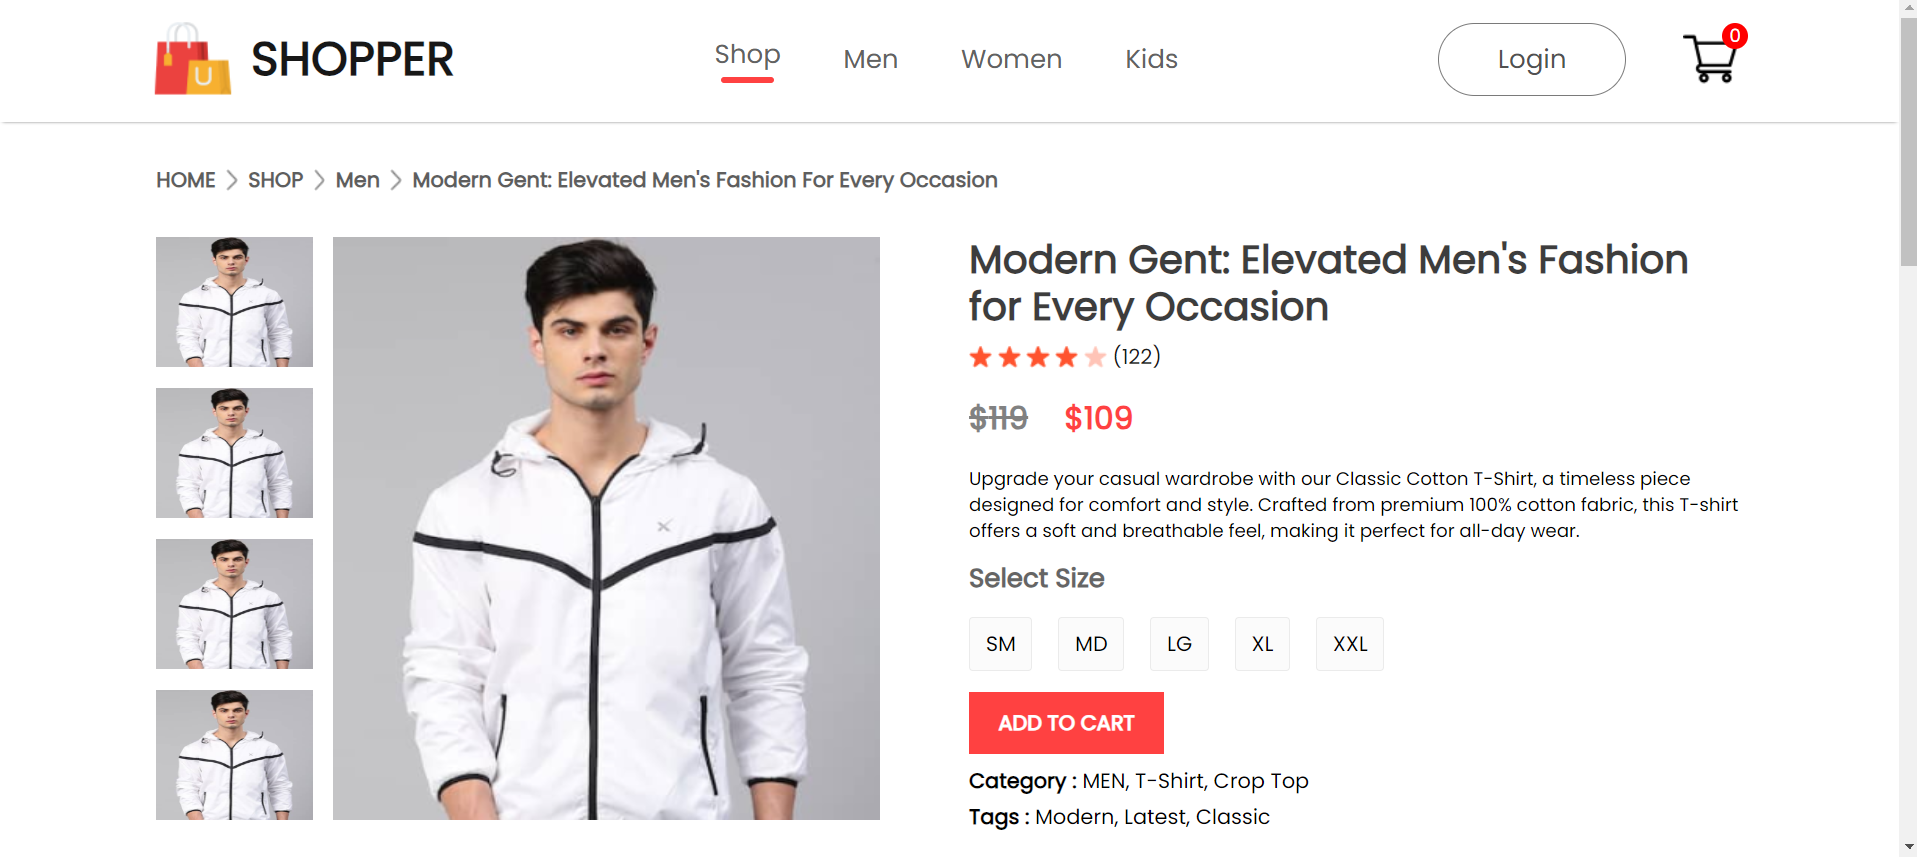 SHOPPER
Shop
Men
Women
Kids
Login
0
HOME > SHOP > Men > Modern Gent: Elevated Men's Fashion For Every Occasion
Modern Gent: Elevated Men's Fashion
for Every Occasion
(122)
$119 $109
Upgrade your casual wardrobe with our Classic Cotton T-Shirt, a timeless piece
designed for comfort and style. Crafted from premium 100% cotton fabric, this T-shirt
offers a soft and breathable feel, making it perfect for all-day wear.
Select Size
SM
MD
LG
XL
XXL
ADD TO CART
Category : MEN, T-Shirt, Crop Top
Tags : Modern, Latest, Classic